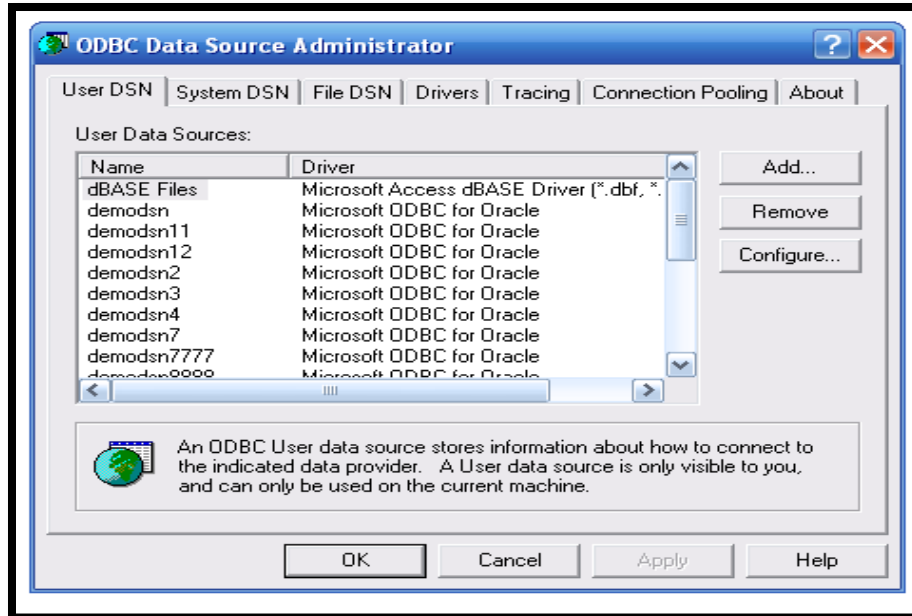 ODBC Data Source Administrator
User DSN System DSN File DSN Drivers Tracing Connection Pooling About
User Data Sources:
Name Driver
dBASE Files Microsoft Access dBASE Driver (*.dbf, *.
demodsn Microsoft ODBC for Oracle
demodsn11 Microsoft ODBC for Oracle
demodsn12 Microsoft ODBC for Oracle
demodsn2 Microsoft ODBC for Oracle
demodsn3 Microsoft ODBC for Oracle
demodsn4 Microsoft ODBC for Oracle
demodsn7 Microsoft ODBC for Oracle
demodsn7777 Microsoft ODBC for Oracle
Microsoft ODBC for Oracle
Add...
Remove
Configure...
An ODBC User data source stores information about how to connect to
the indicated data provider. A User data source is only visible to you,
and can only be used on the current machine.
OK Cancel Apply Help